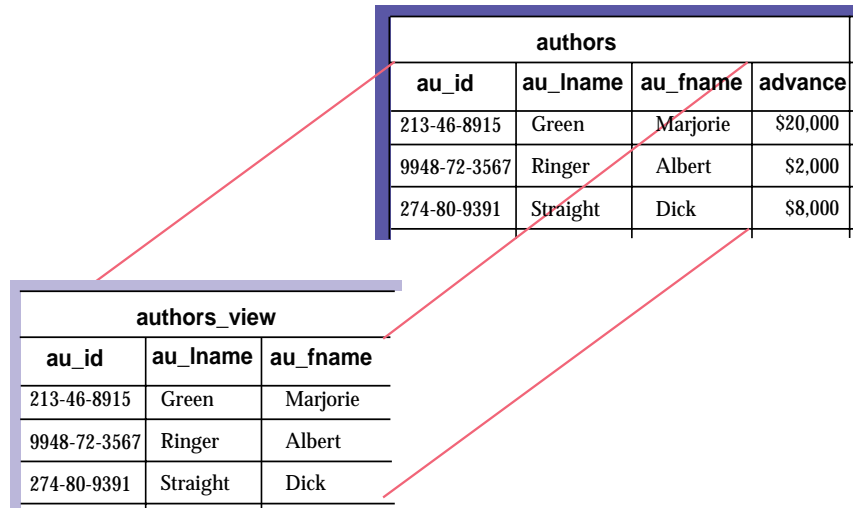 authors
au_id au_lname au_fname advance
213-46-8915 Green Marjorie $20,000
9948-72-3567 Ringer Albert $2,000
274-80-9391 Straight Dick $8,000
authors_view
au_id au_lname au_fname
213-46-8915 Green Marjorie
9948-72-3567 Ringer Albert
274-80-9391 Straight Dick